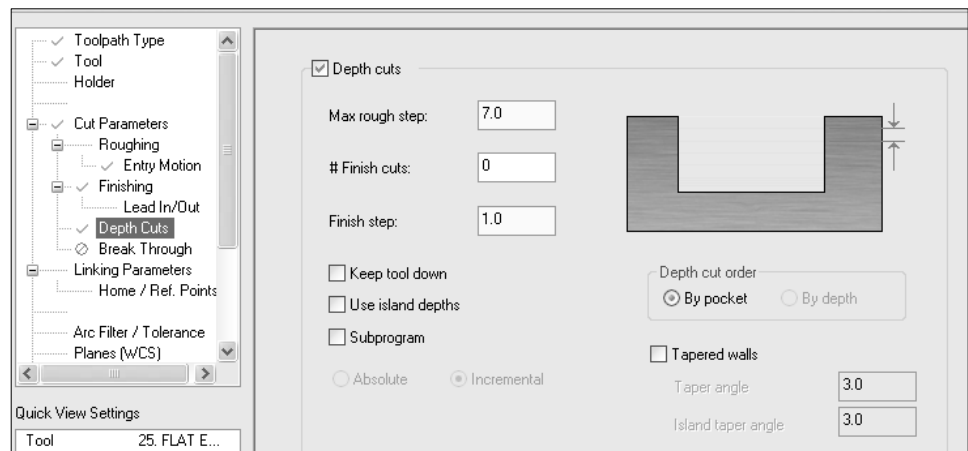 Toolpath Type
Tool
Holder
Cut Parameters
Roughing
Entry Motion
Finishing
Lead In/Out
Depth Cuts
Break Through
Linking Parameters
Home / Ref. Points
Arc Filter / Tolerance
Planes (WCS)
Quick View Settings
Tool 25. FLAT E...
Depth cuts
Max rough step: 7.0
# Finish cuts: 0
Finish step: 1.0
Keep tool down
Use island depths
Subprogram
Absolute Incremental
Depth cut order
By pocket By depth
Tapered walls
Taper angle 3.0
Island taper angle 3.0